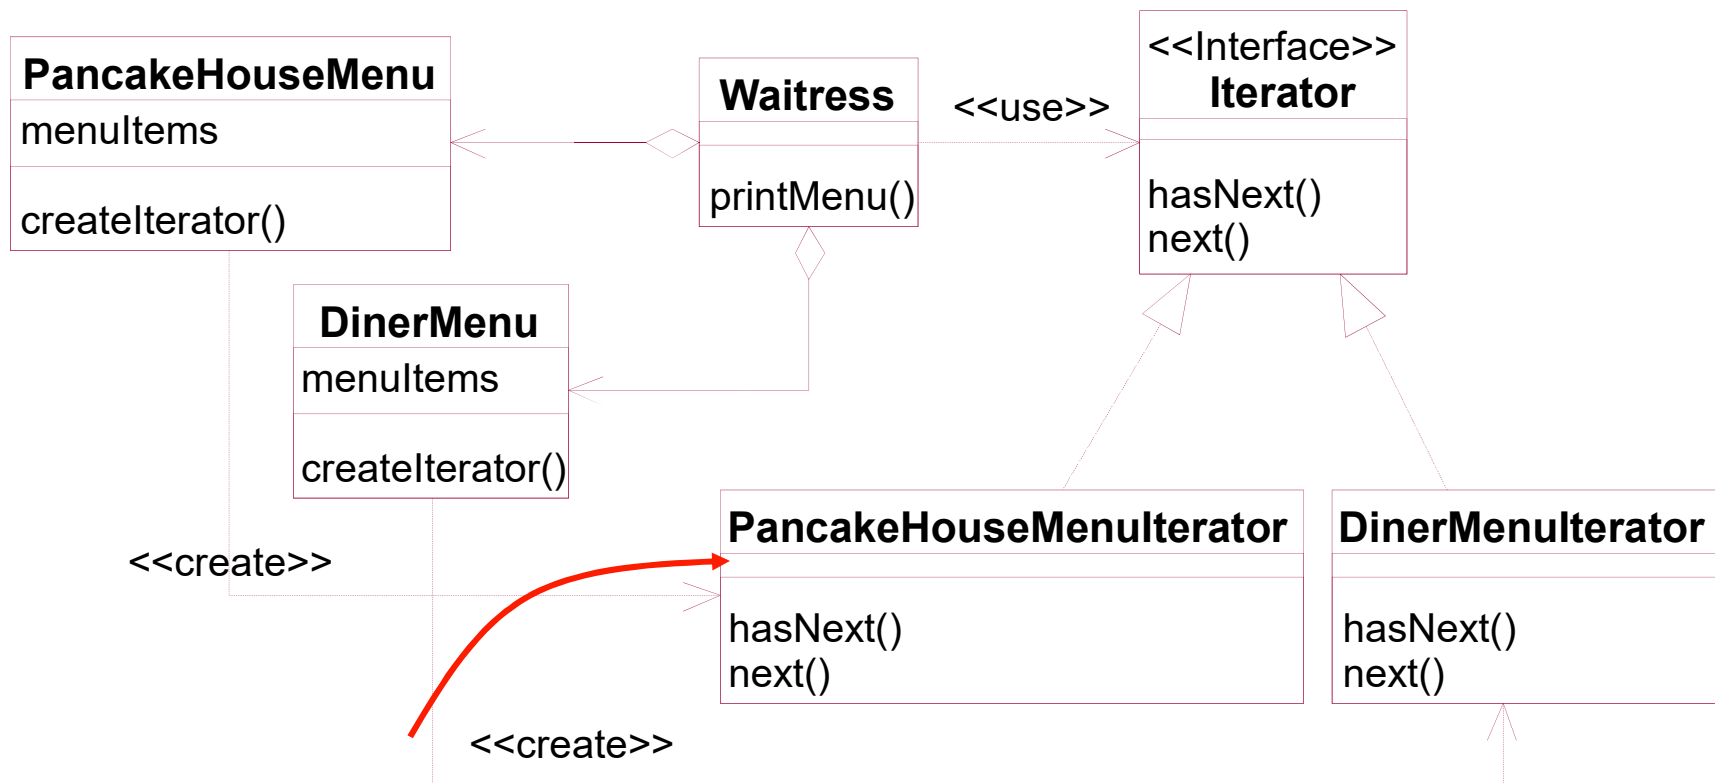 PancakeHouseMenu
menuItems
createIterator()
Waitress
printMenu()
<<use>>
<<Interface>>
Iterator
hasNext()
next()
DinerMenu
menuItems
createIterator()
<<create>>
PancakeHouseMenuIterator
hasNext()
next()
DinerMenuIterator
hasNext()
next()
<<create>>